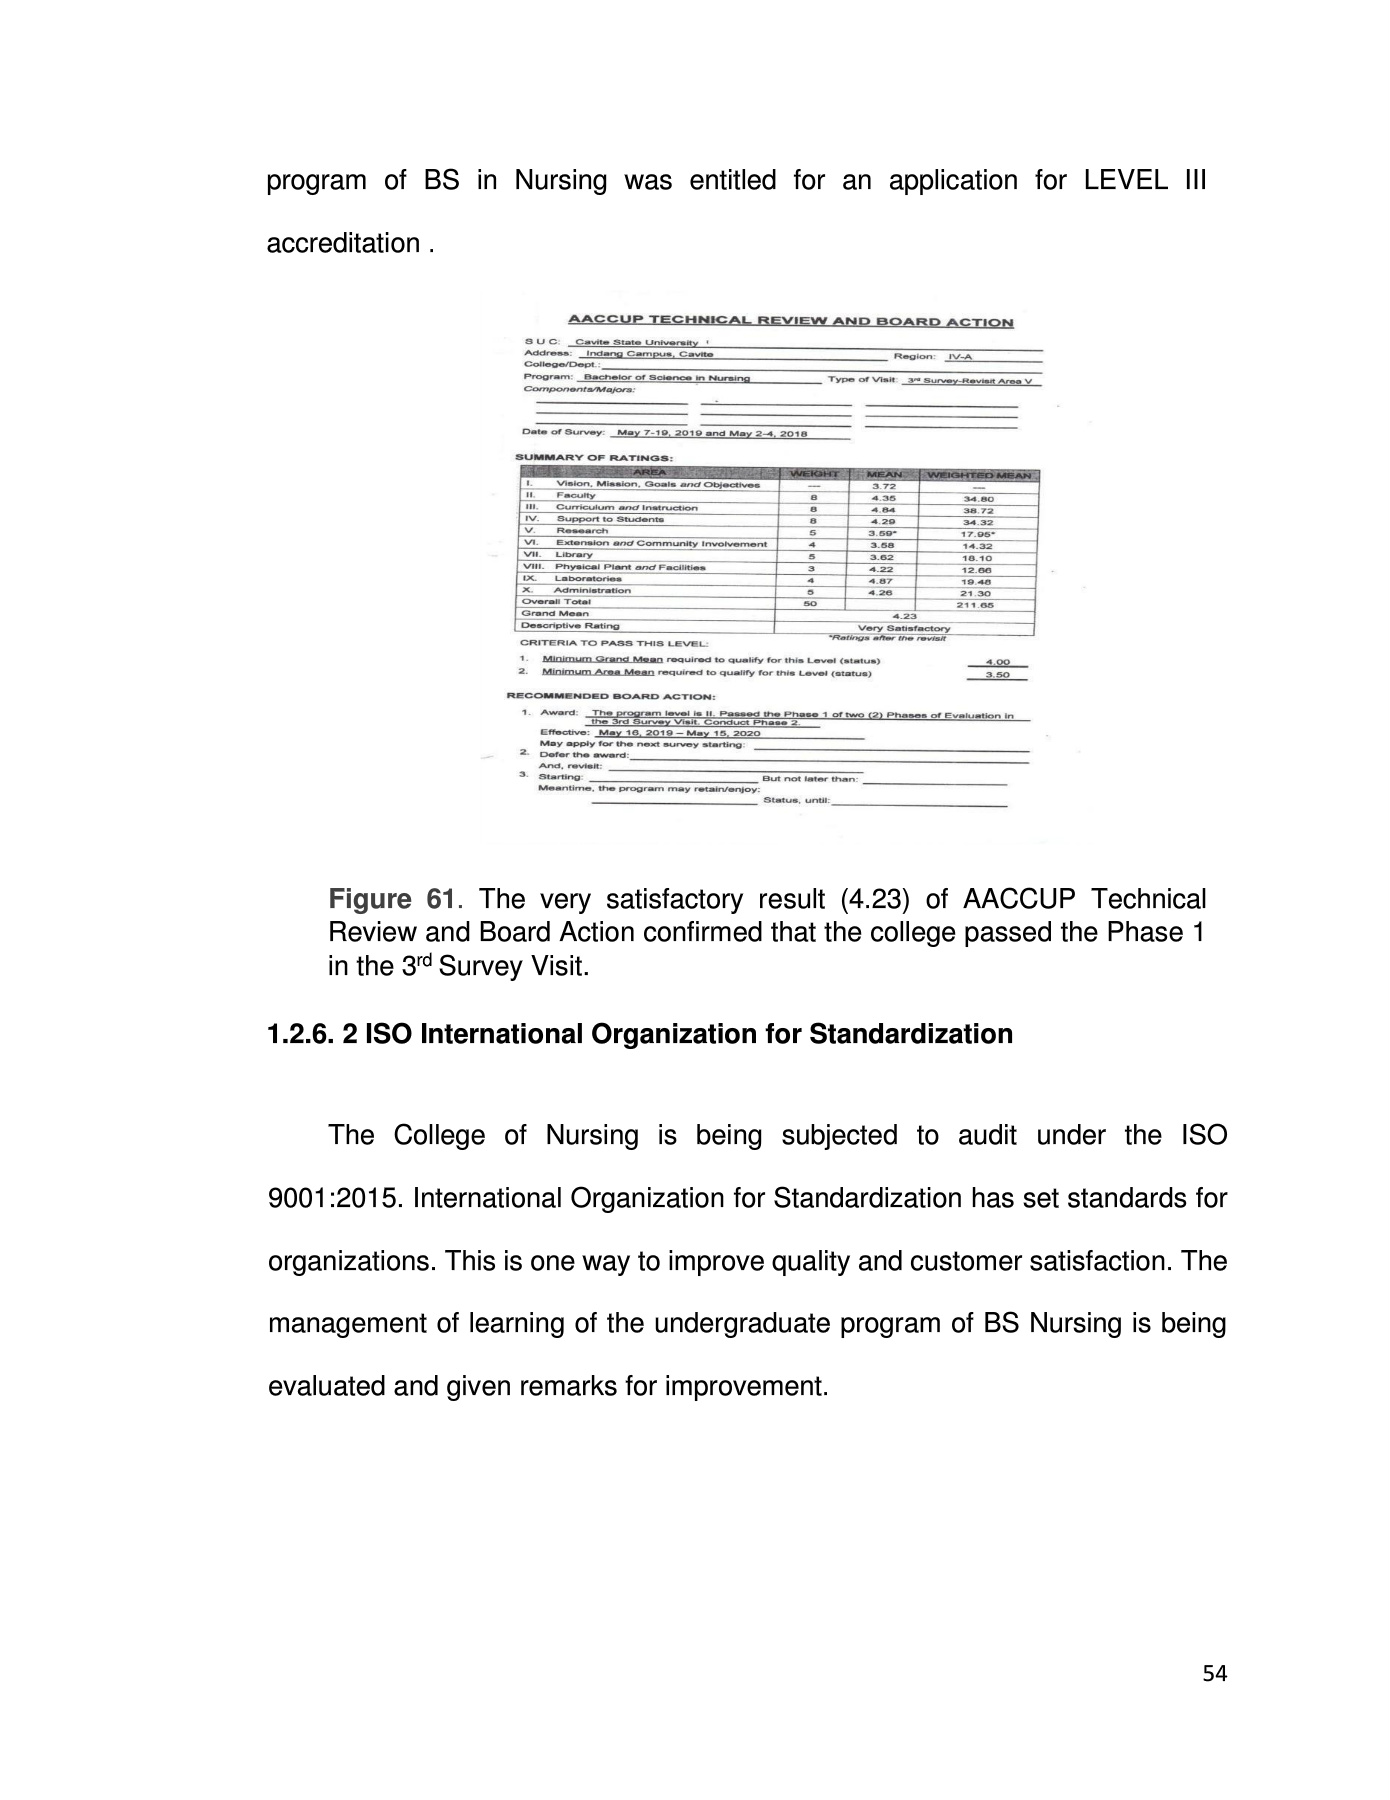 program of BS in Nursing was entitled for an application for LEVEL III
accreditation .
AACCUP TECHNICAL REVIEW AND BOARD ACTION
S U C: Cavite State University
Address: Indang Campus, Cavite Region: IV-A
College/Dept.:
Program: Bachelor of Science in Nursing Type of Visit: 3rd Survey-Revisit Area V
Components/Majors:
Date of Survey: May 7-19, 2019 and May 2-4, 2018
SUMMARY OF RATINGS:
AREA WEIGHT MEAN WEIGHTED MEAN
I. Vision, Mission, Goals and Objectives --- 3.72 ---
II. Faculty 8 4.35 34.80
III. Curriculum and Instruction 8 4.84 38.72
IV. Support to Students 8 4.29 34.32
V. Research 5 3.59* 17.95*
VI. Extension and Community Involvement 4 3.58 14.32
VII. Library 5 3.62 18.10
VIII. Physical Plant and Facilities 3 4.22 12.66
IX. Laboratories 4 4.87 19.48
X. Administration 5 4.26 21.30
Overall Total 50 211.65
Grand Mean 4.23
Descriptive Rating Very Satisfactory
*Ratings after the revisit
CRITERIA TO PASS THIS LEVEL:
1. Minimum Grand Mean required to qualify for this Level (status) 4.00
2. Minimum Area Mean required to qualify for this Level (status) 3.50
RECOMMENDED BOARD ACTION:
1. Award: The program level is II. Passed the Phase 1 of two (2) Phases of Evaluation in
the 3rd Survey Visit. Conduct Phase 2.
Effective: May 16, 2019 – May 15, 2020
May apply for the next survey starting:
2. Defer the award:
And, revisit:
3. Starting: But not later than:
Meantime, the program may retain/enjoy:
Status, until:
Figure 61. The very satisfactory result (4.23) of AACCUP Technical
Review and Board Action confirmed that the college passed the Phase 1
in the 3rd Survey Visit.
1.2.6. 2 ISO International Organization for Standardization
The College of Nursing is being subjected to audit under the ISO
9001:2015. International Organization for Standardization has set standards for
organizations. This is one way to improve quality and customer satisfaction. The
management of learning of the undergraduate program of BS Nursing is being
evaluated and given remarks for improvement.
54